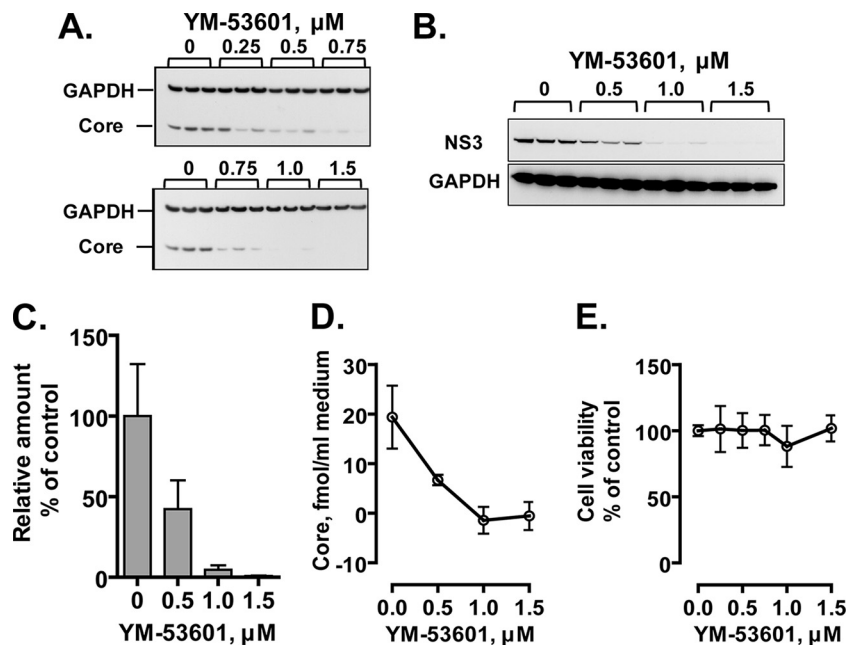 A.
YM-53601, µM
0 0.25 0.5 0.75
GAPDH
Core
0 0.75 1.0 1.5
GAPDH
Core
B.
YM-53601, µM
0 0.5 1.0 1.5
NS3
GAPDH
C.
Relative amount
% of control
150
100
50
0
0 0.5 1.0 1.5
YM-53601, µM
D.
Core, fmol/ml medium
30
20
10
0
-10
0.0 0.5 1.0 1.5
YM-53601, µM
E.
Cell viability
% of control
150
100
50
0
0.0 0.5 1.0 1.5
YM-53601, µM